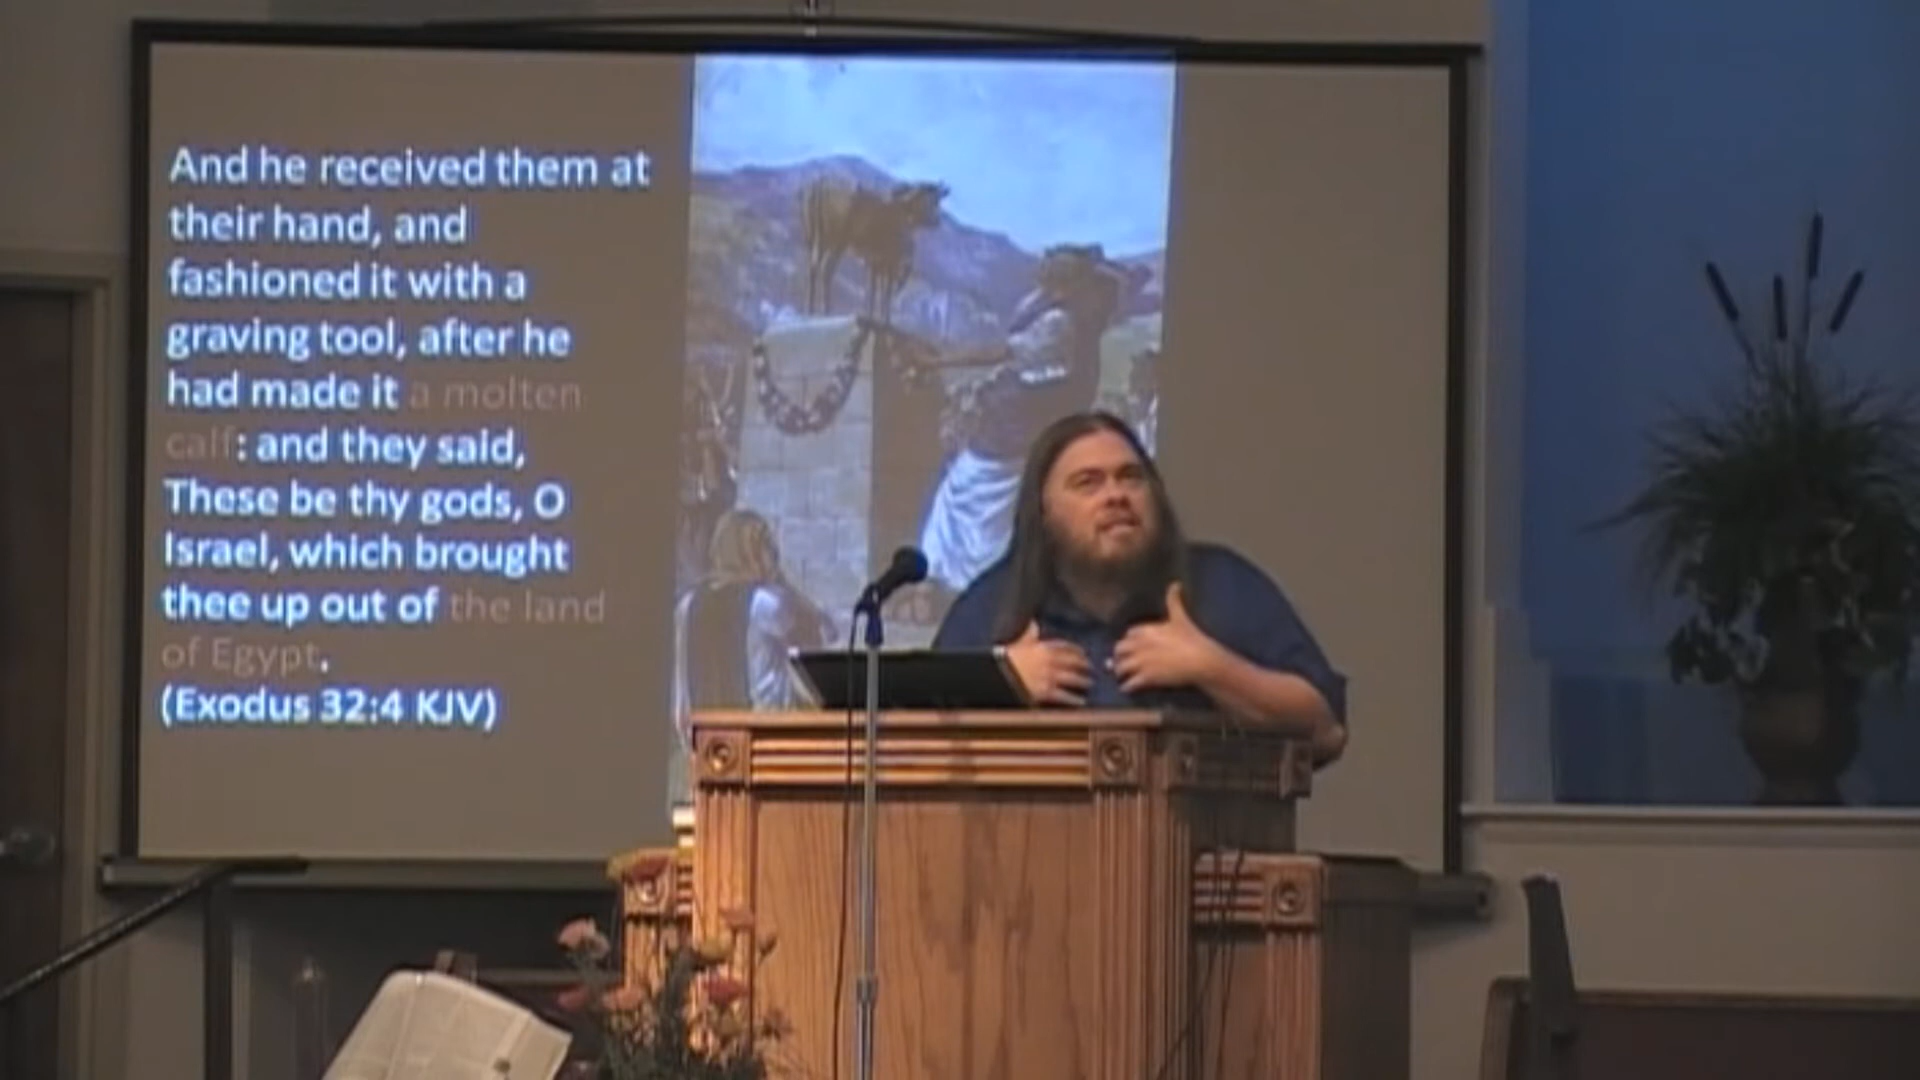 And he received them at
their hand, and
fashioned it with a
graving tool, after he
had made it a molten
calf: and they said,
These be thy gods, O
Israel, which brought
thee up out of the land
of Egypt.
(Exodus 32:4 KJV)